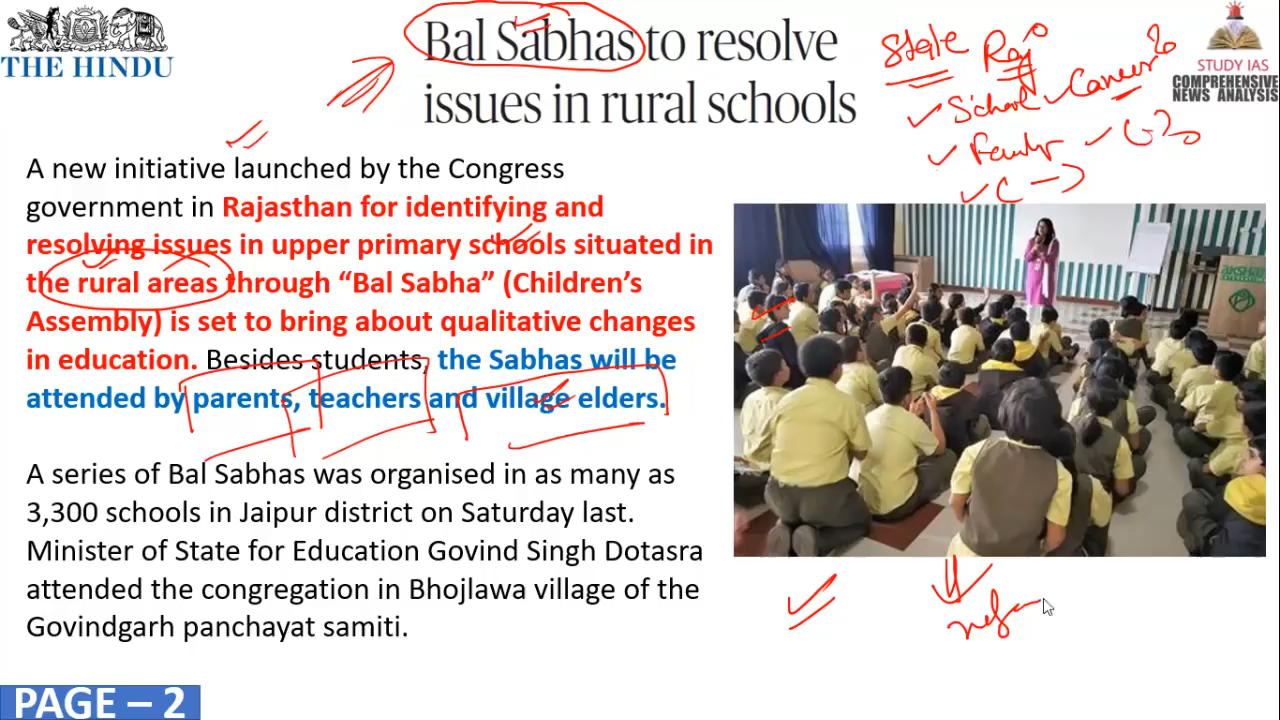 THE HINDU
Bal Sabhas to resolve
issues in rural schools
State Raj
School
Career
STUDY IAS
COMPREHENSIVE
NEWS ANALYSIS
A new initiative launched by the Congress
government in Rajasthan for identifying and
resolving issues in upper primary schools situated in
the rural areas through “Bal Sabha” (Children’s
Assembly) is set to bring about qualitative changes
in education. Besides students, the Sabhas will be
attended by parents, teachers and village elders.
A series of Bal Sabhas was organised in as many as
3,300 schools in Jaipur district on Saturday last.
Minister of State for Education Govind Singh Dotasra
attended the congregation in Bhojlawa village of the
Govindgarh panchayat samiti.
PAGE – 2